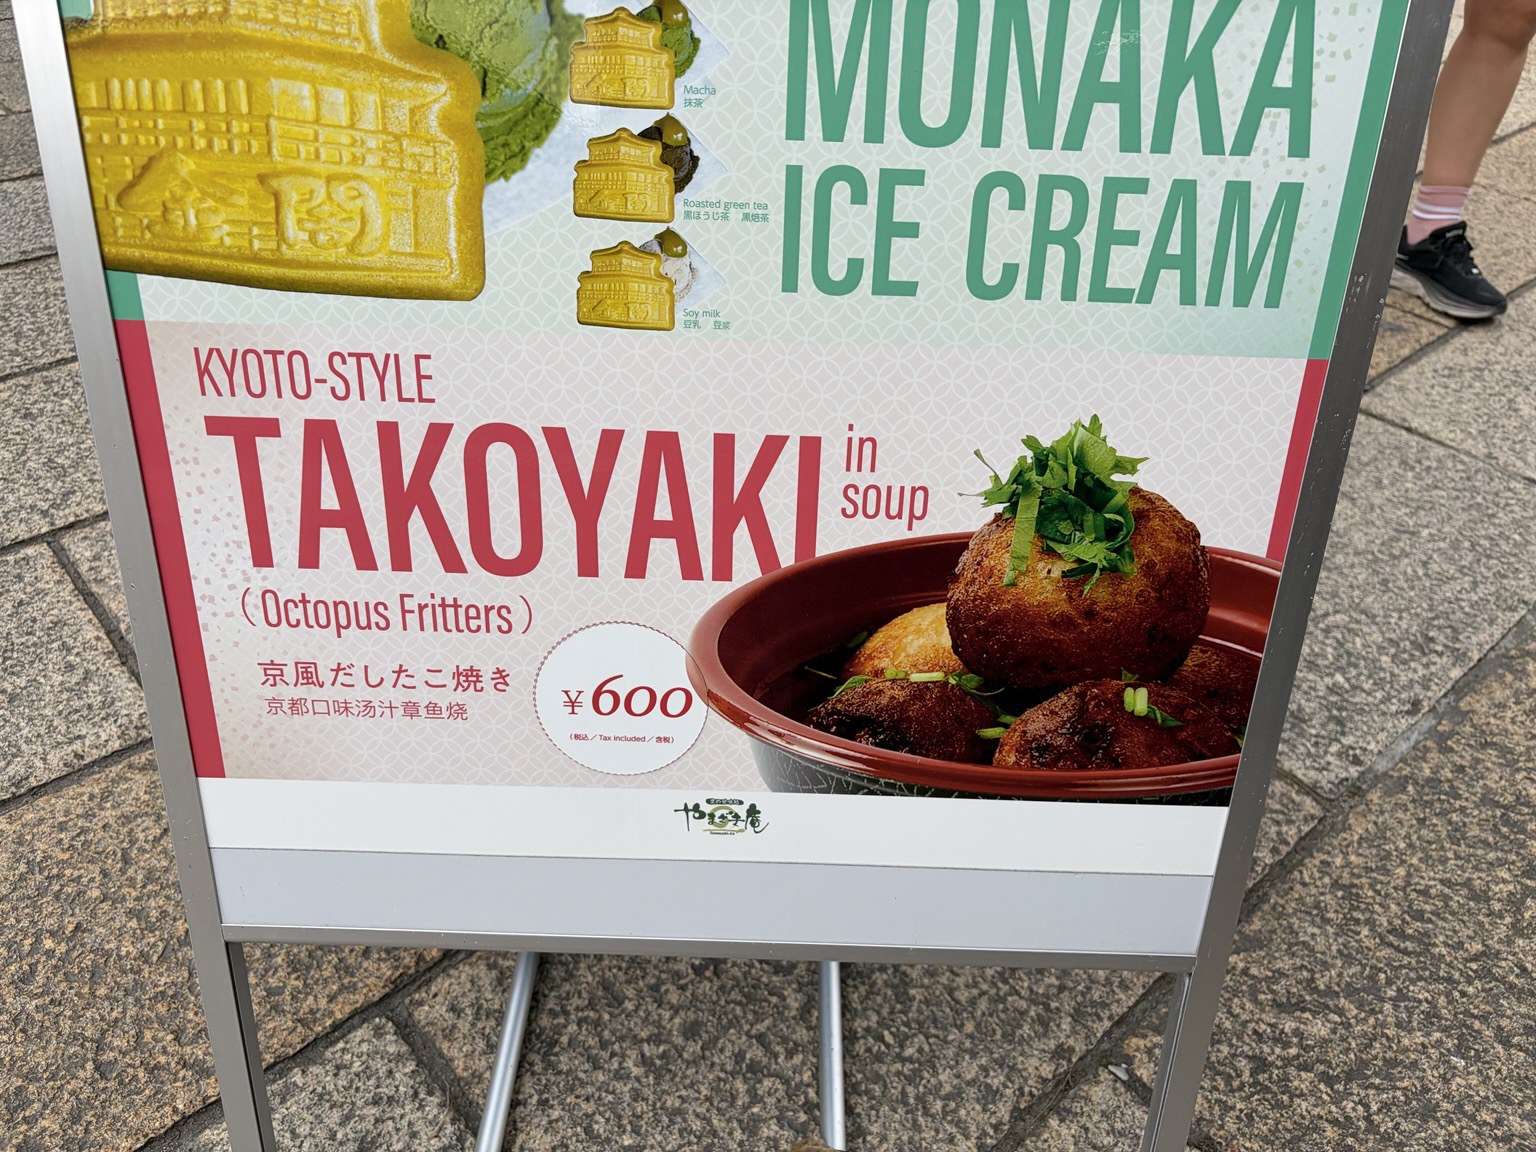 MONAKA
ICE CREAM
金閣
Macha
抹茶
Roasted green tea
黒ほうじ茶 黑焙茶
Soy milk
豆乳 豆浆
KYOTO-STYLE
TAKOYAKI
in
soup
(Octopus Fritters)
京風だしたこ焼き
京都口味汤汁章鱼烧
¥600
(税込/Tax included/含税)